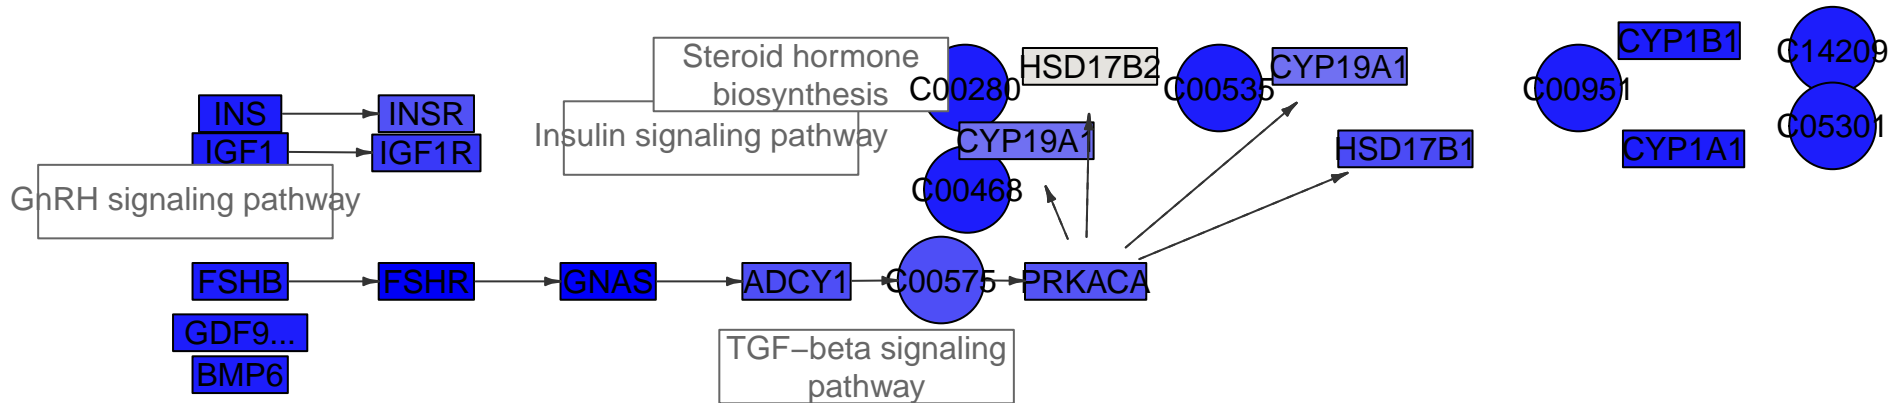 CYP1B1
C14209
Steroid hormone
biosynthesis
HSD17B2
CYP19A1
C00280
C00535
C00951
INS
INSR
C05301
Insulin signaling pathway
CYP19A1
HSD17B1
CYP1A1
IGF1
IGF1R
GnRH signaling pathway
C00468
FSHB
FSHR
GNAS
ADCY1
C00575
PRKACA
GDF9...
TGF−beta signaling
pathway
BMP6